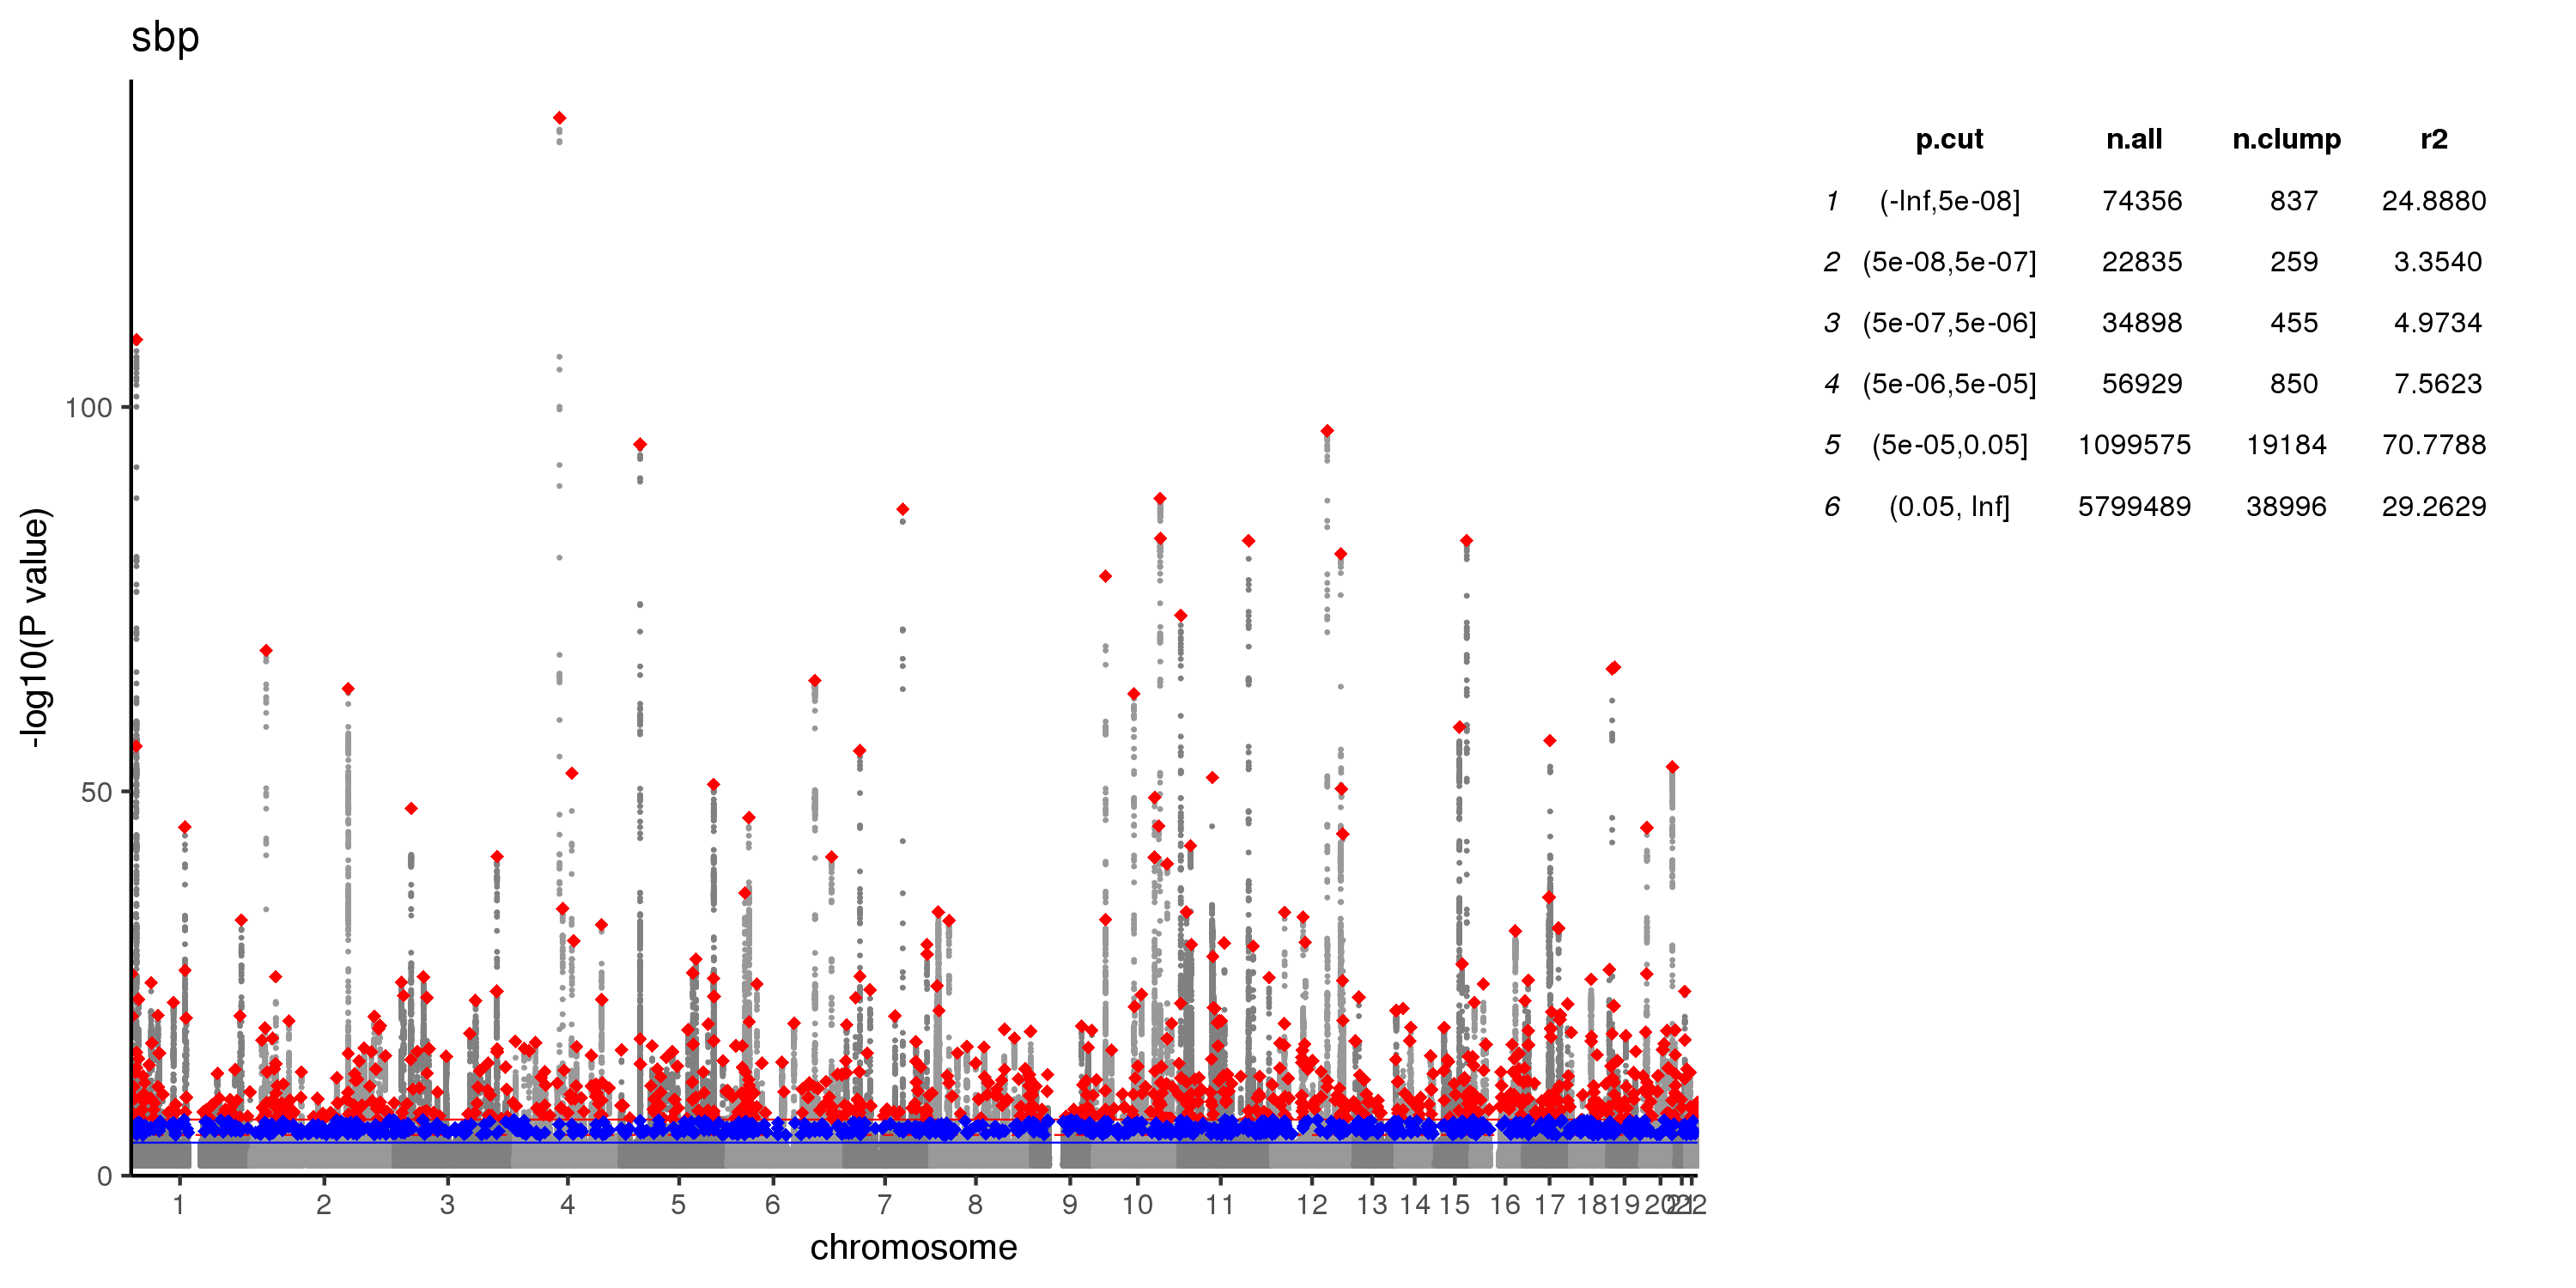 sbp
-log10(P value)
100
50
0
1 2 3 4 5 6 7 8 9 10 11 12 13 14 15 16 17 18 19 20 21 22
chromosome
p.cut n.all n.clump r2
1 (-Inf,5e-08] 74356 837 24.8880
2 (5e-08,5e-07] 22835 259 3.3540
3 (5e-07,5e-06] 34898 455 4.9734
4 (5e-06,5e-05] 56929 850 7.5623
5 (5e-05,0.05] 1099575 19184 70.7788
6 (0.05, Inf] 5799489 38996 29.2629